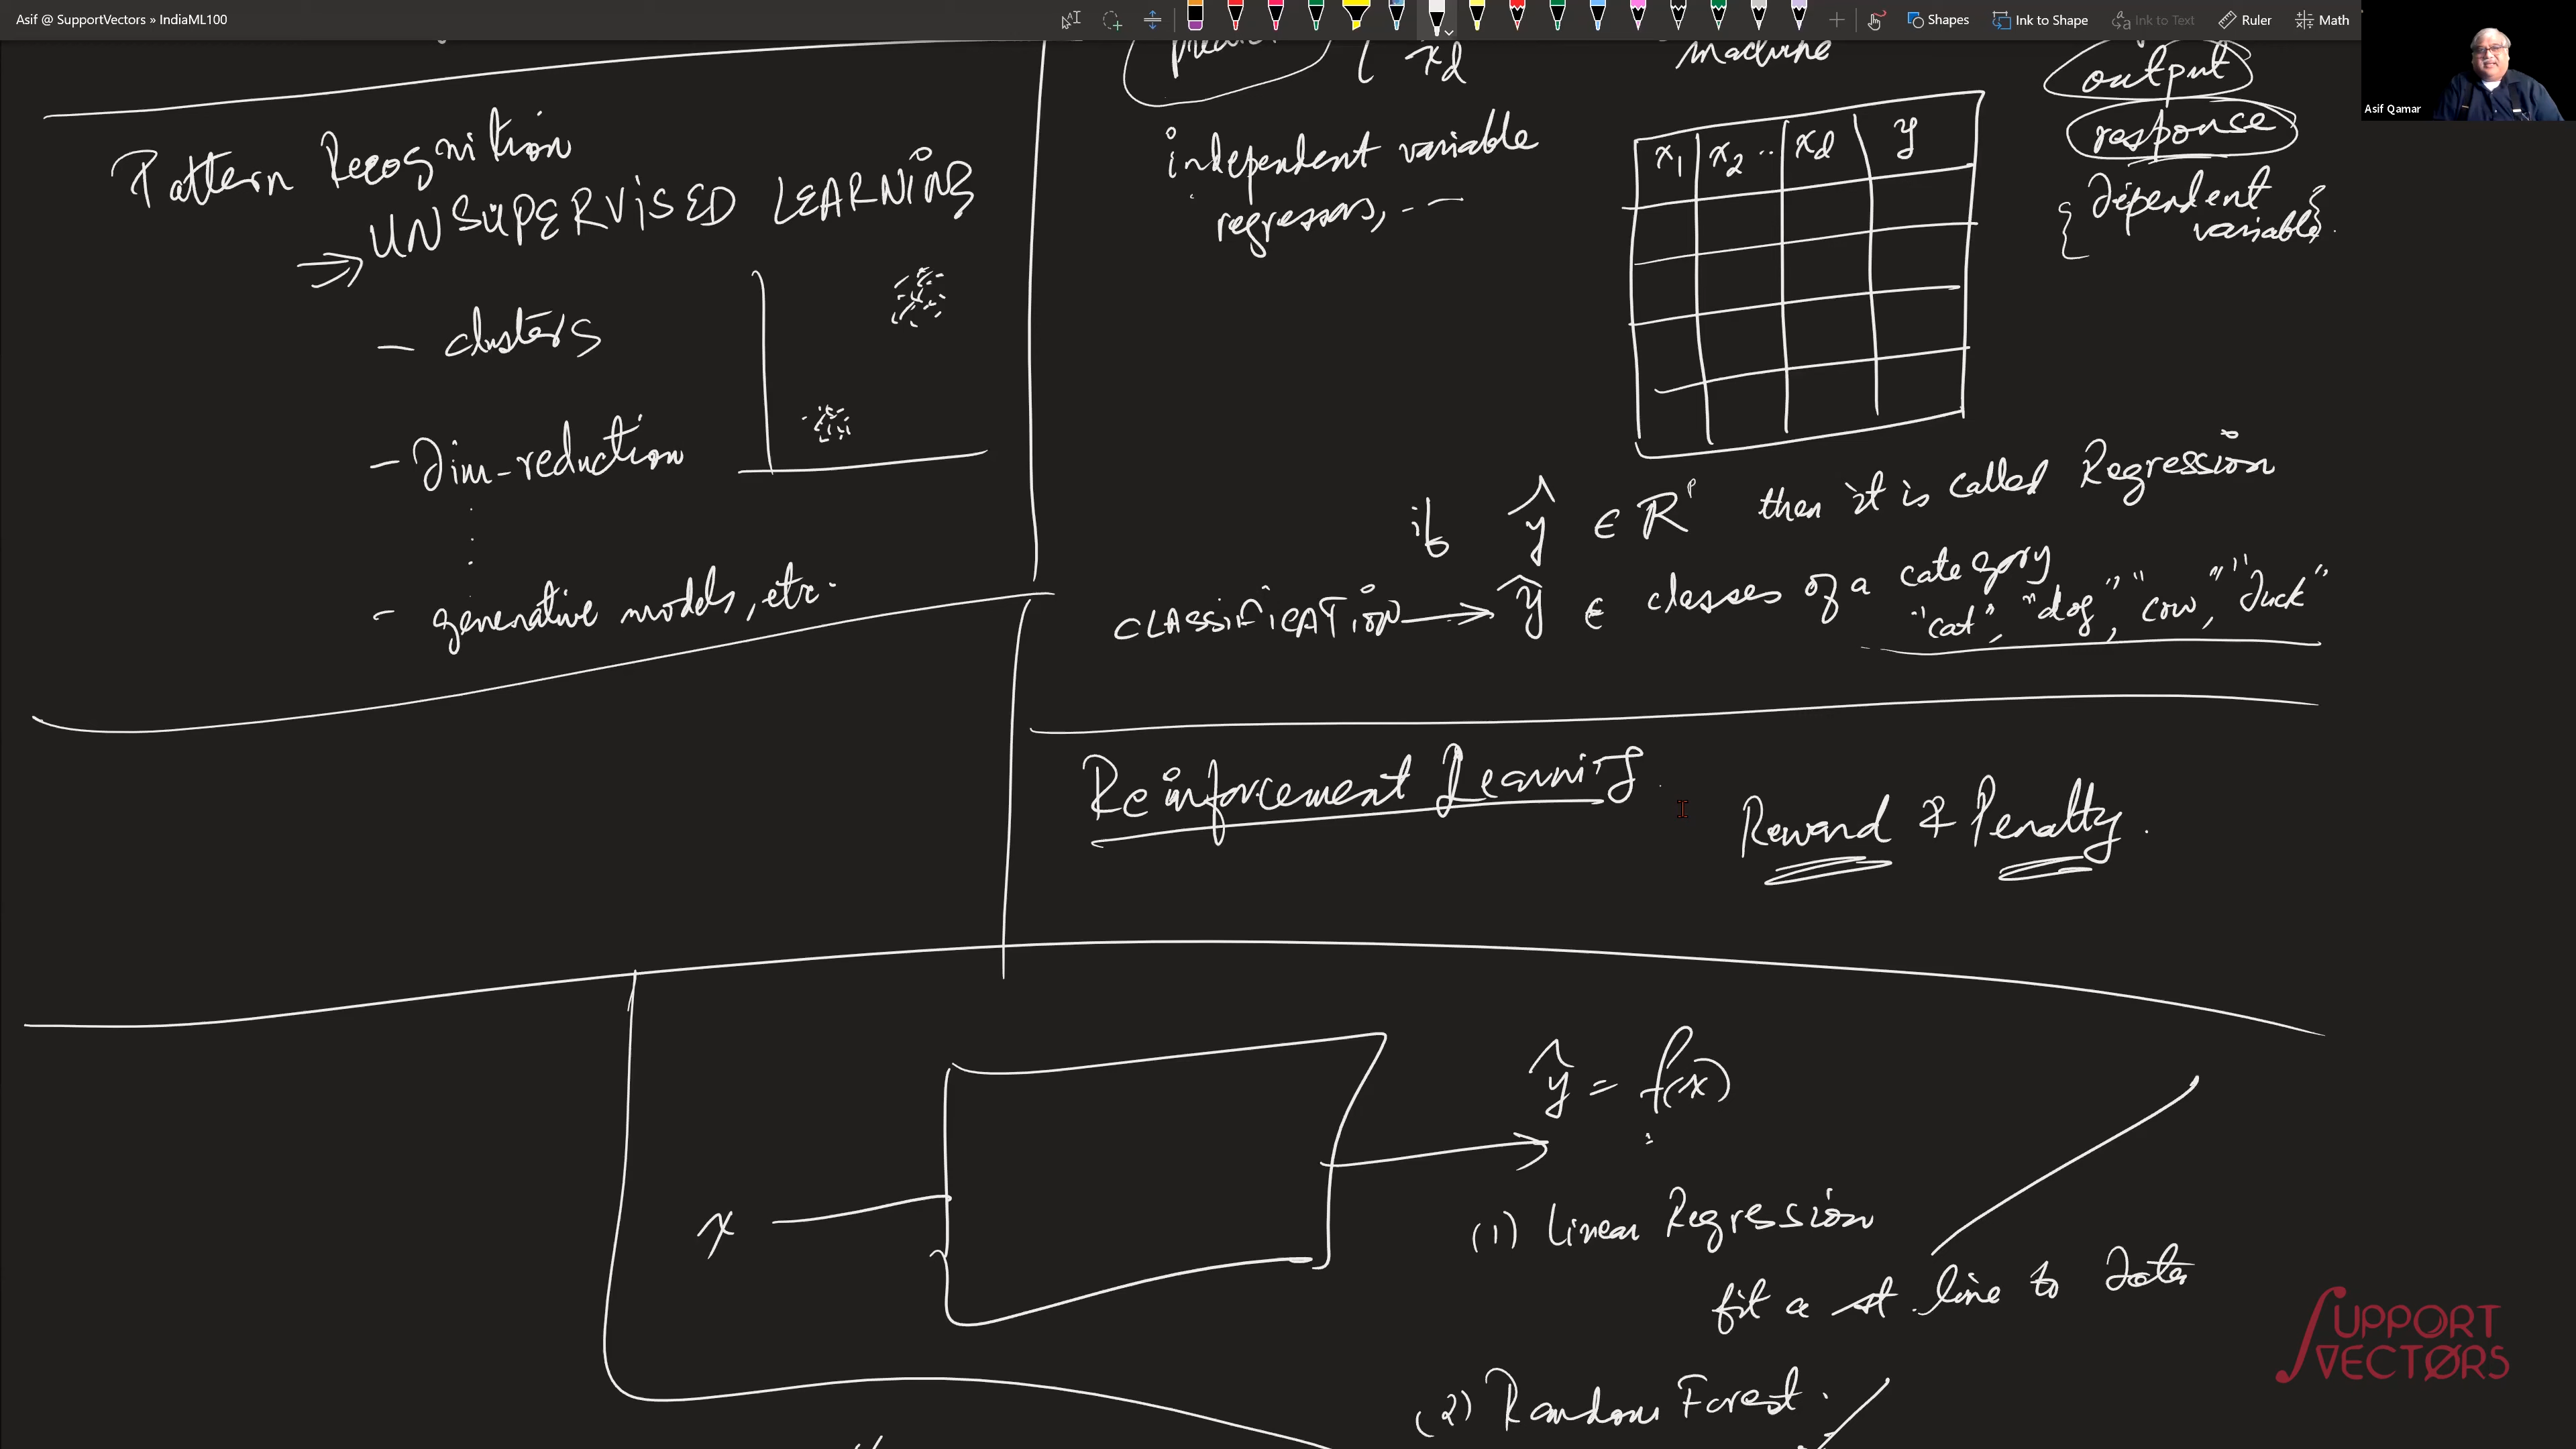 Asif @ SupportVectors » IndiaML100
Shapes
Ink to Shape
Ink to Text
Ruler
Math
Asif Qamar
Pattern Recognition
UNSUPERVISED LEARNING
- clusters
- Dim-reduction
- generative models, etc.
xd
machine
output
response
{ Dependent variable }
independent variable
regressors, - -
x1 x2 .. xd y
if ŷ ∈ R¹ then it is called Regression
CLASSIFICATION → ŷ ∈ classes of a category
"cat", "dog", "cow", "Duck"
Reinforcement Learning
Reward & Penalty.
x
ŷ = f(x)
(1) Linear Regression
fit a st. line to Data
(2) Random Forest.
SUPPORT
VECTORS